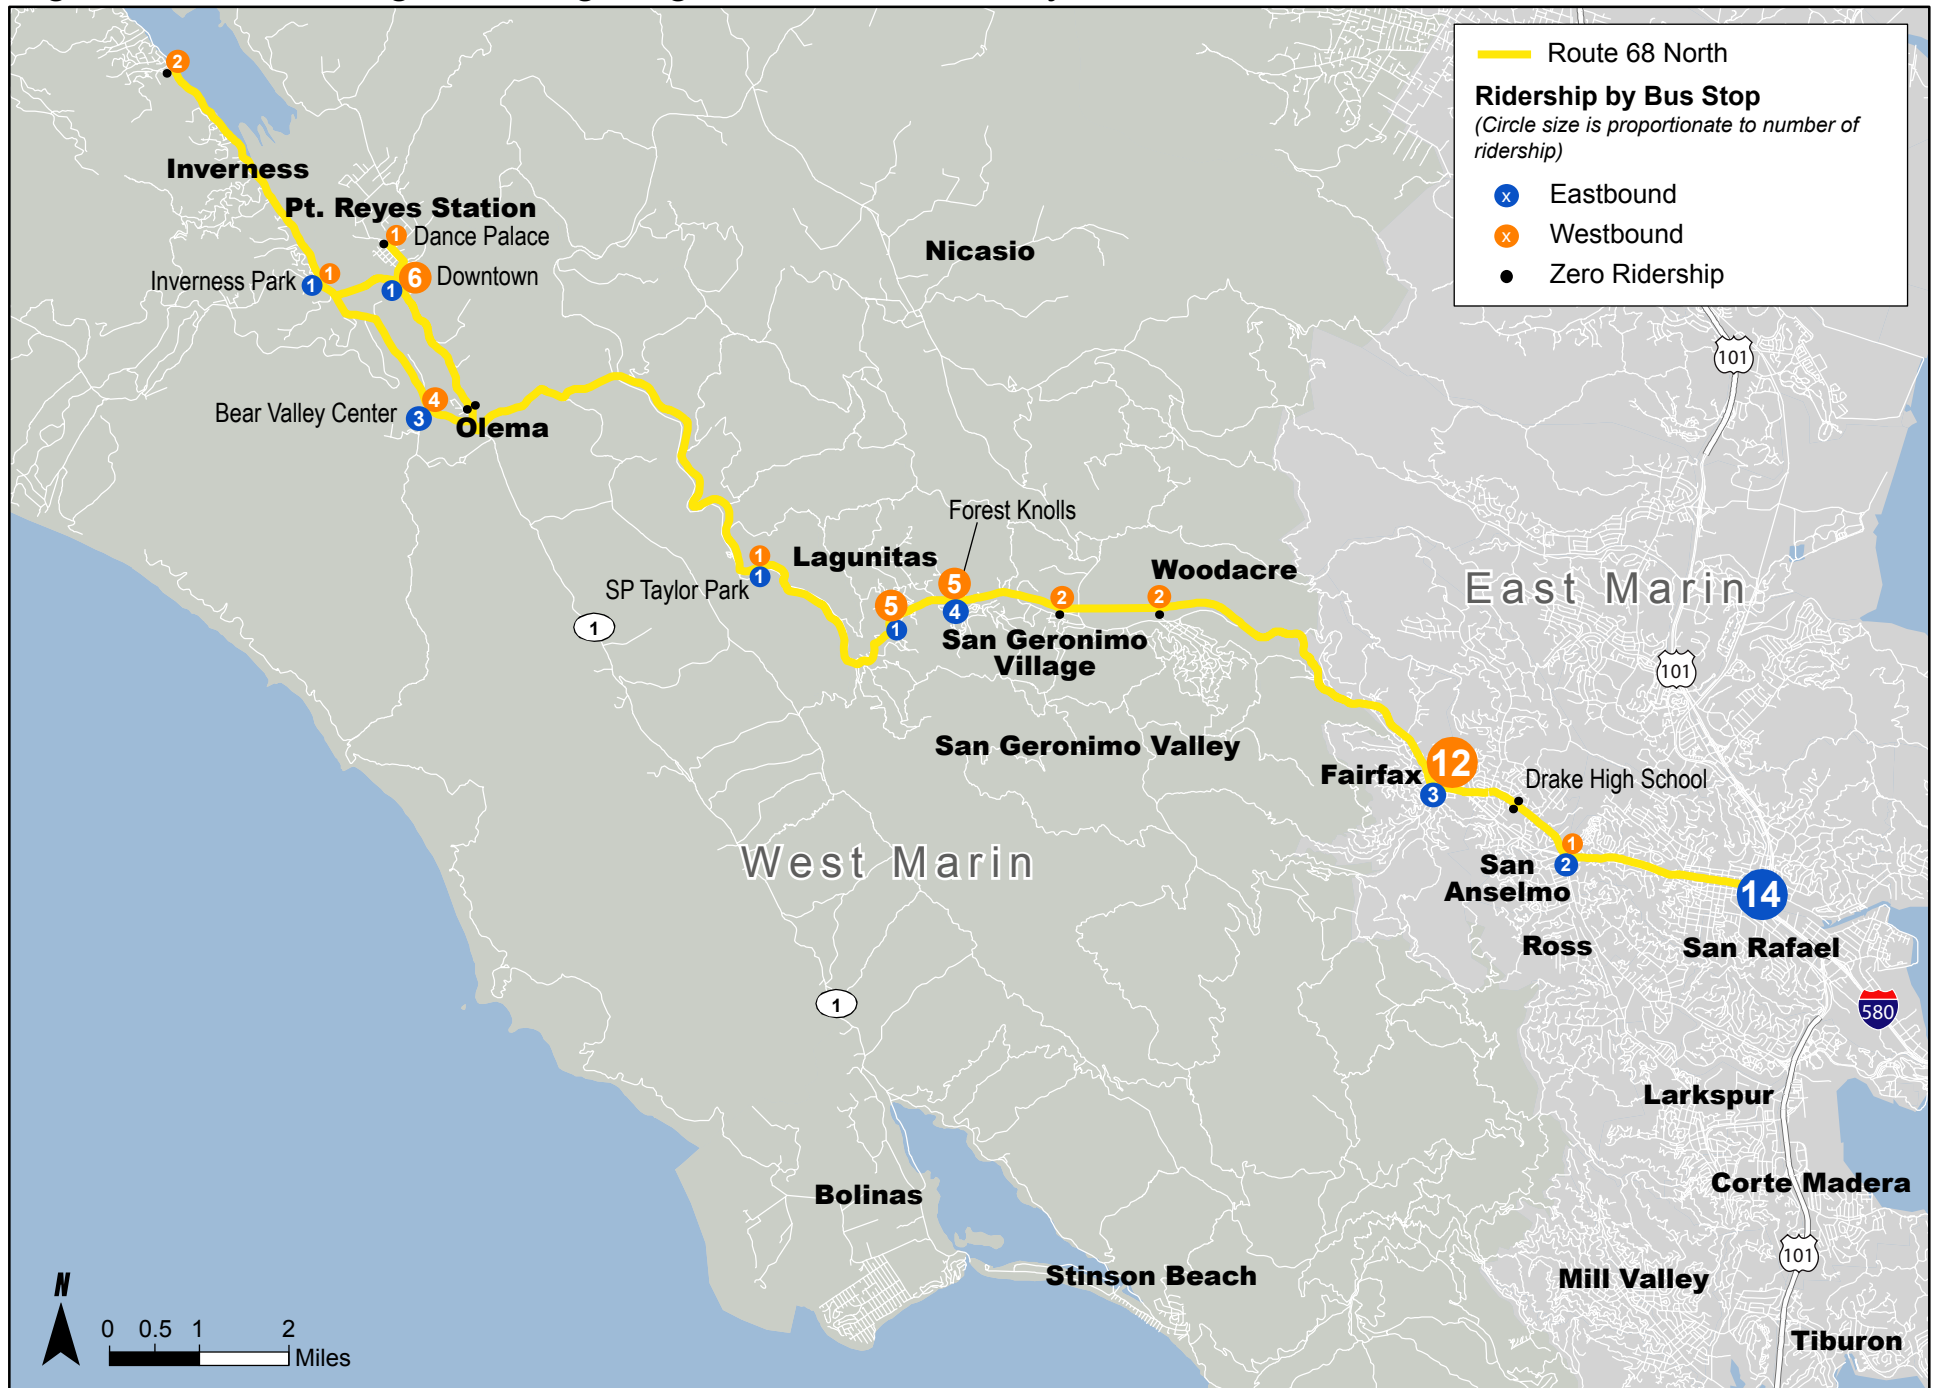 Route 68 North
Ridership by Bus Stop
(Circle size is proportionate to number of
ridership)
x Eastbound
x Westbound
Zero Ridership
2
Inverness
Pt. Reyes Station
1 Dance Palace
Inverness Park 1 1
6 Downtown
1
Nicasio
101
Bear Valley Center 4
3
Olema
Forest Knolls
Lagunitas
1
1
SP Taylor Park
5
1
5
4
2
2
Woodacre
East Marin
San Geronimo
Village
1
101
San Geronimo Valley
Fairfax 12
3
Drake High School
West Marin
1
2
San
Anselmo
14
Ross
San Rafael
1
580
Larkspur
Corte Madera
Bolinas
101
Stinson Beach
Mill Valley
Tiburon
N
0 0.5 1 2
Miles